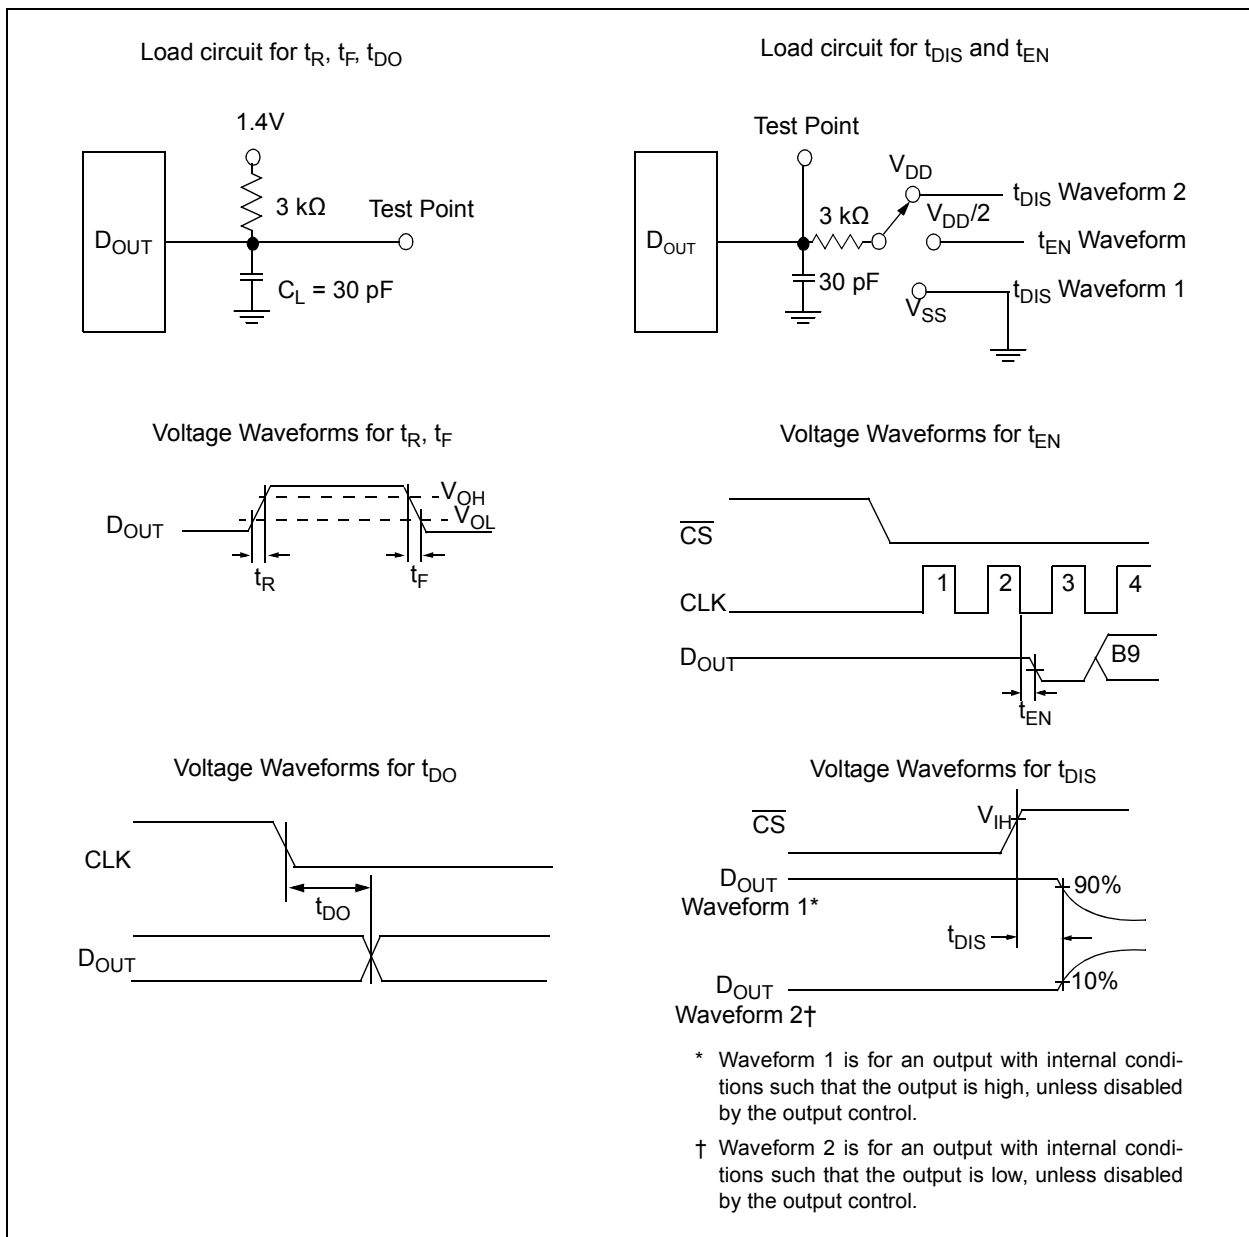 Load circuit for tR, tF, tDO
1.4V
3 kΩ
Test Point
DOUT
CL = 30 pF
Load circuit for tDIS and tEN
Test Point
VDD
tDIS Waveform 2
3 kΩ
VDD/2
DOUT
tEN Waveform
30 pF
tDIS Waveform 1
VSS
Voltage Waveforms for tR, tF
VOH
VOL
DOUT
tR
tF
Voltage Waveforms for tEN
CS
1 2 3 4
CLK
DOUT
B9
tEN
Voltage Waveforms for tDO
CLK
tDO
DOUT
Voltage Waveforms for tDIS
VIH
CS
DOUT
Waveform 1*
90%
tDIS
10%
DOUT
Waveform 2†
* Waveform 1 is for an output with internal condi-
tions such that the output is high, unless disabled
by the output control.
† Waveform 2 is for an output with internal condi-
tions such that the output is low, unless disabled
by the output control.